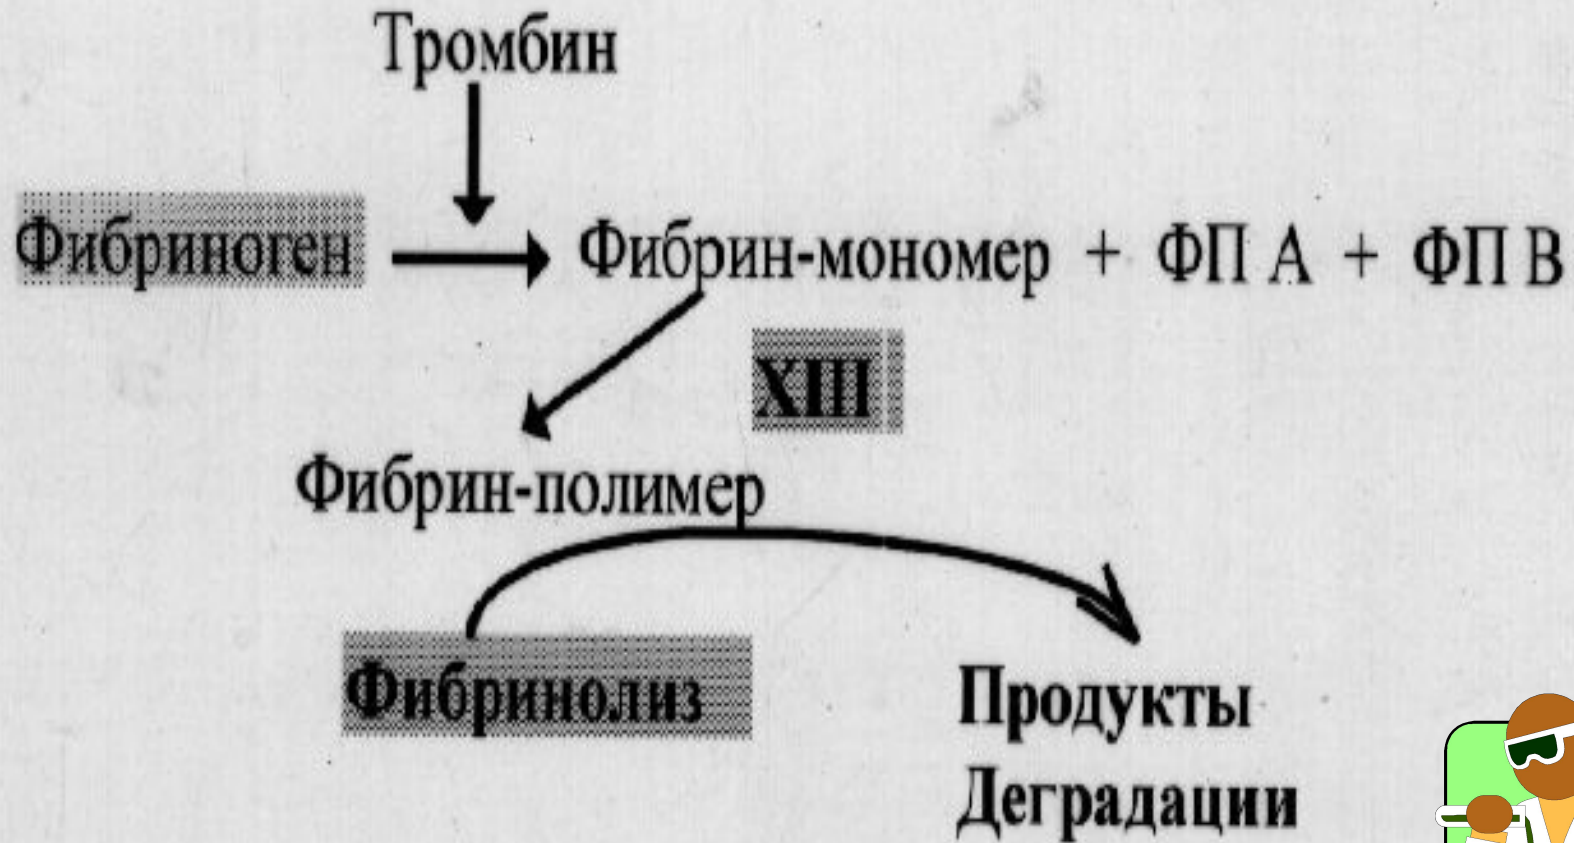 Тромбин
Фибриноген Фибрин-мономер + ФП А + ФП В
XIII
Фибрин-полимер
Фибринолиз
Продукты
Деградации